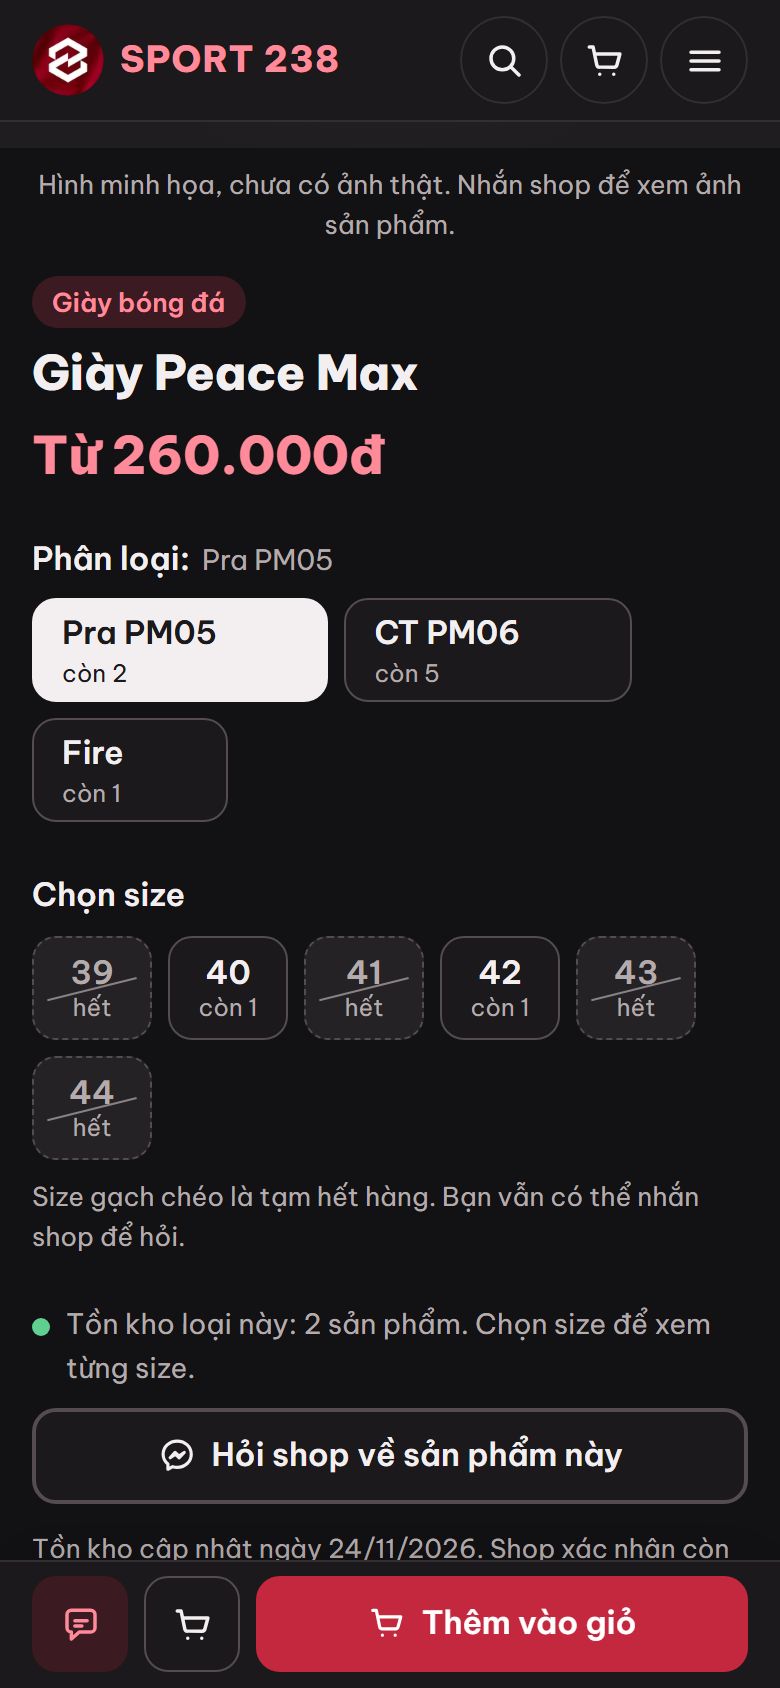 SPORT 238
Hình minh họa, chưa có ảnh thật. Nhắn shop để xem ảnh
sản phẩm.
Giày bóng đá
Giày Peace Max
Từ 260.000đ
Phân loại: Pra PM05
Pra PM05
còn 2
CT PM06
còn 5
Fire
còn 1
Chọn size
39
hết
40
còn 1
41
hết
42
còn 1
43
hết
44
hết
Size gạch chéo là tạm hết hàng. Bạn vẫn có thể nhắn
shop để hỏi.
Tồn kho loại này: 2 sản phẩm. Chọn size để xem
từng size.
Hỏi shop về sản phẩm này
Tồn kho cập nhật ngày 24/11/2026. Shop xác nhận còn
Thêm vào giỏ